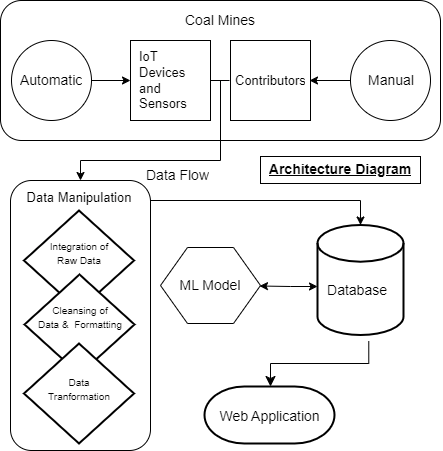 Coal Mines
Automatic
IoT
Devices
and
Sensors
Contributors
Manual
Data Flow
Architecture Diagram
Data Manipulation
Integration of
Raw Data
Cleansing of
Data & Formatting
Data
Tranformation
ML Model
Database
Web Application